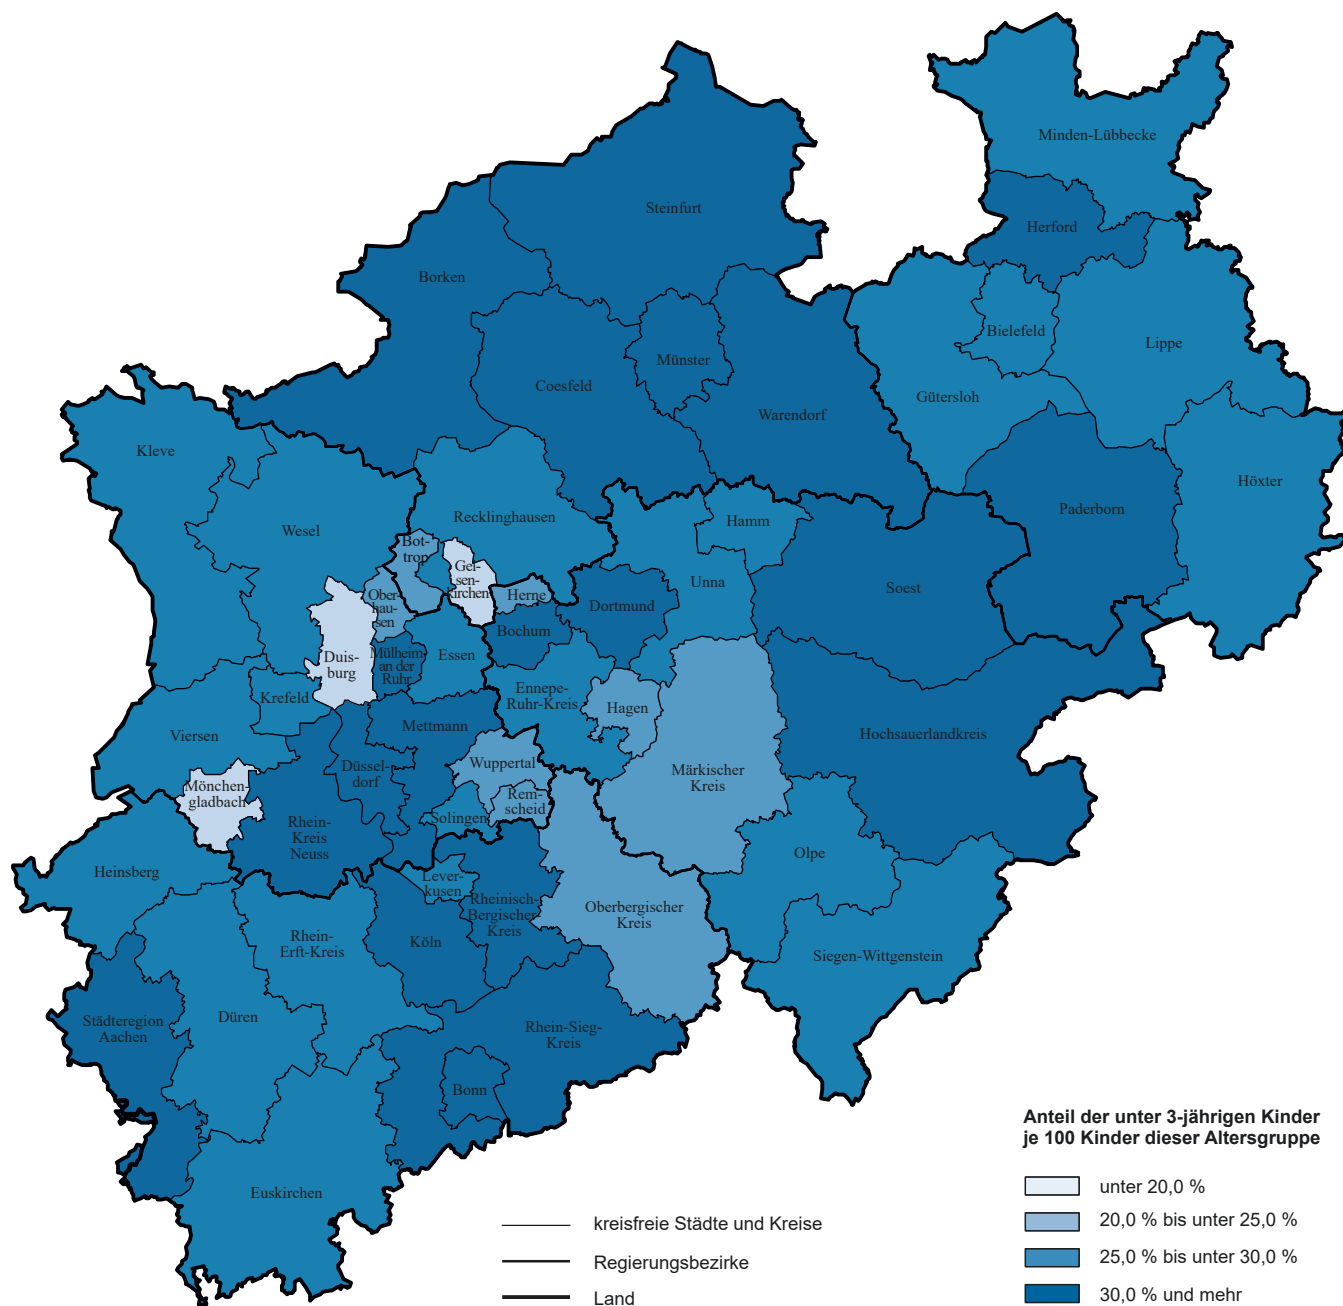 Minden-Lübbecke
Steinfurt
Herford
Borken
Bielefeld
Lippe
Münster
Coesfeld
Gütersloh
Warendorf
Kleve
Höxter
Paderborn
Recklinghausen
Hamm
Wesel
Bot-
trop
Gel-
sen-
kirchen
Unna
Soest
Ober-
hau-
sen
Herne
Dortmund
Bochum
Duis-
burg
Mülheim
an der
Ruhr
Essen
Krefeld
Ennepe-
Ruhr-Kreis
Hagen
Mettmann
Viersen
Hochsauerlandkreis
Düssel-
dorf
Wuppertal
Märkischer
Kreis
Mönchen-
gladbach
Rem-
scheid
Solingen
Rhein-
Kreis
Neuss
Olpe
Heinsberg
Lever-
kusen
Rheinisch-
Bergischer-
Kreis
Oberbergischer
Kreis
Rhein-
Erft-Kreis
Köln
Siegen-Wittgenstein
Düren
Städteregion
Aachen
Rhein-Sieg-
Kreis
Bonn
Euskirchen
Anteil der unter 3-jährigen Kinder
je 100 Kinder dieser Altersgruppe
unter 20,0 %
20,0 % bis unter 25,0 %
25,0 % bis unter 30,0 %
30,0 % und mehr
kreisfreie Städte und Kreise
Regierungsbezirke
Land